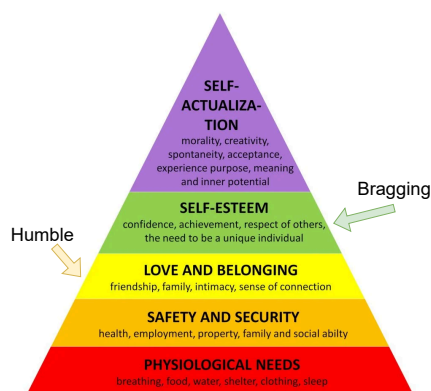 SELF-
ACTUALIZA-
TION
morality, creativity,
spontaneity, acceptance,
experience purpose, meaning
and inner potential
Bragging
SELF-ESTEEM
confidence, achievement, respect of others,
the need to be a unique individual
Humble
LOVE AND BELONGING
friendship, family, intimacy, sense of connection
SAFETY AND SECURITY
health, employment, property, family and social abilty
PHYSIOLOGICAL NEEDS
breathing, food, water, shelter, clothing, sleep